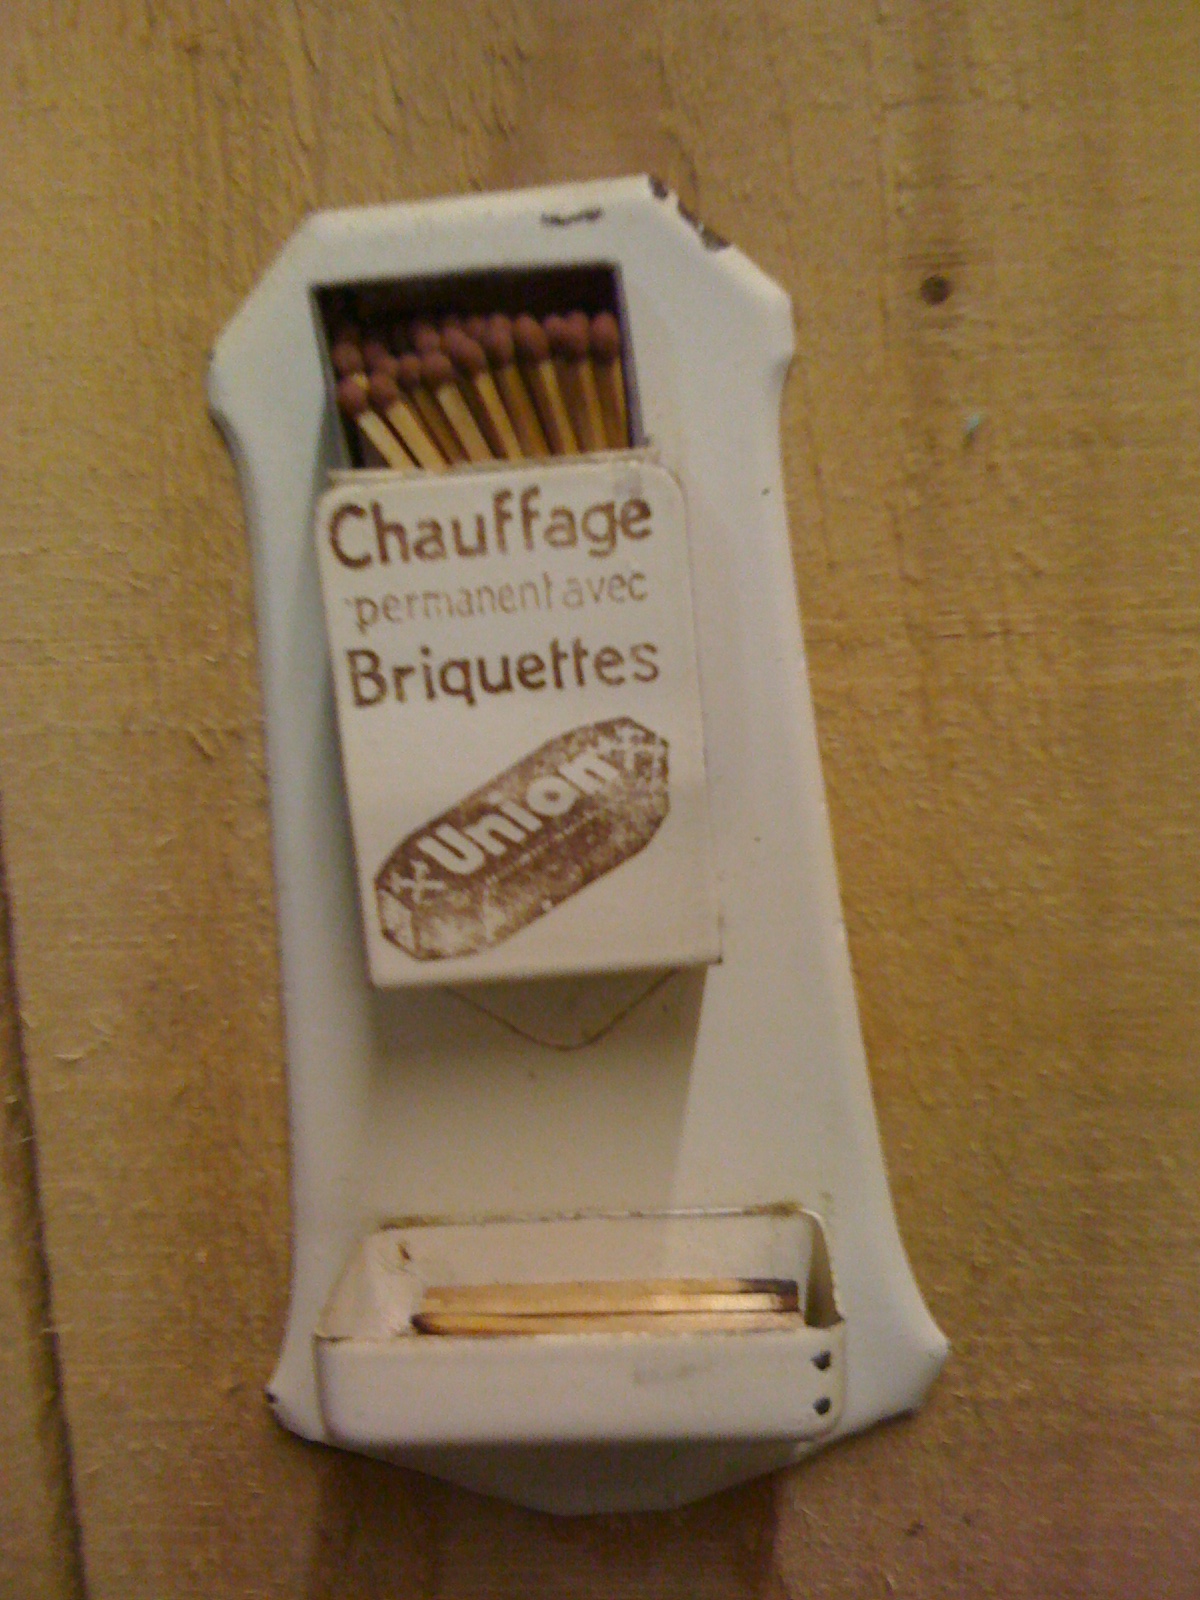 Chauffage
permanent avec
Briquettes
Union